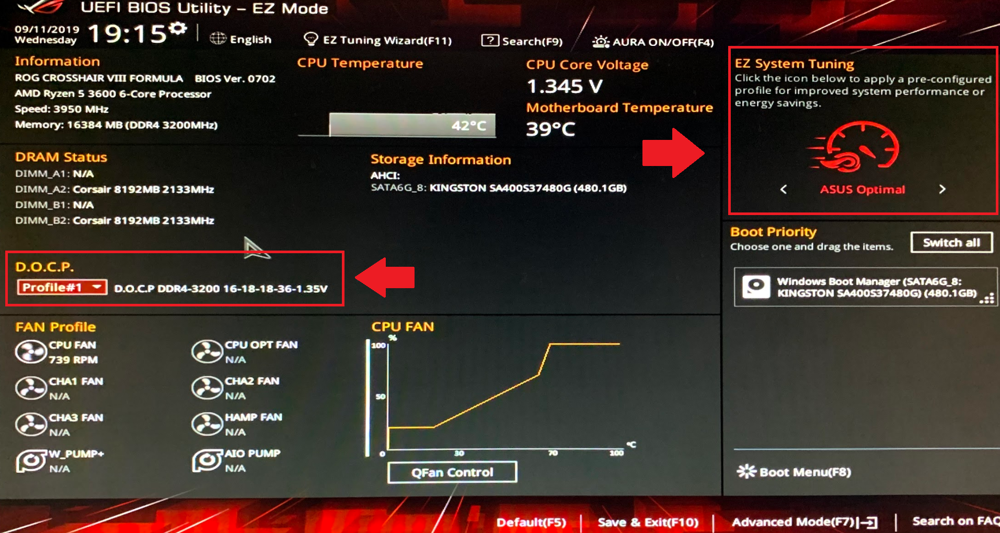 UEFI BIOS Utility – EZ Mode
09/11/2019
Wednesday
19:15
English
EZ Tuning Wizard(F11)
Search(F9)
AURA ON/OFF(F4)
Information
ROG CROSSHAIR VIII FORMULA BIOS Ver. 0702
AMD Ryzen 5 3600 6-Core Processor
Speed: 3950 MHz
Memory: 16384 MB (DDR4 3200MHz)
CPU Temperature
42°C
CPU Core Voltage
1.345 V
Motherboard Temperature
39°C
EZ System Tuning
Click the icon below to apply a pre-configured
profile for improved system performance or
energy savings.
< ASUS Optimal >
DRAM Status
DIMM_A1: N/A
DIMM_A2: Corsair 8192MB 2133MHz
DIMM_B1: N/A
DIMM_B2: Corsair 8192MB 2133MHz
Storage Information
AHCI:
SATA6G_8: KINGSTON SA400S37480G (480.1GB)
D.O.C.P.
Profile#1 D.O.C.P DDR4-3200 16-18-18-36-1.35V
Boot Priority
Choose one and drag the items.
Switch all
Windows Boot Manager (SATA6G_8:
KINGSTON SA400S37480G) (480.1GB)
FAN Profile
CPU FAN
739 RPM
CPU OPT FAN
N/A
CHA1 FAN
N/A
CHA2 FAN
N/A
CHA3 FAN
N/A
HAMP FAN
N/A
W_PUMP+
N/A
AIO PUMP
N/A
CPU FAN
%
100
50
0
30
70
100
°C
QFan Control
Boot Menu(F8)
Default(F5)
Save & Exit(F10)
Advanced Mode(F7)
Search on FAQ